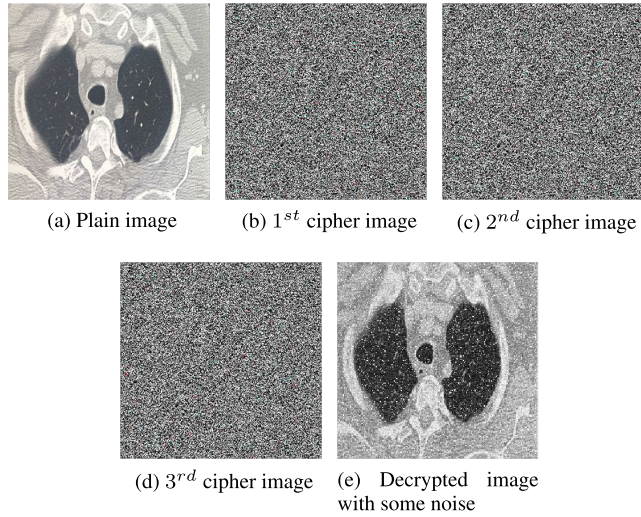 (a) Plain image
(b) 1st cipher image
(c) 2nd cipher image
(d) 3rd cipher image
(e) Decrypted image
with some noise